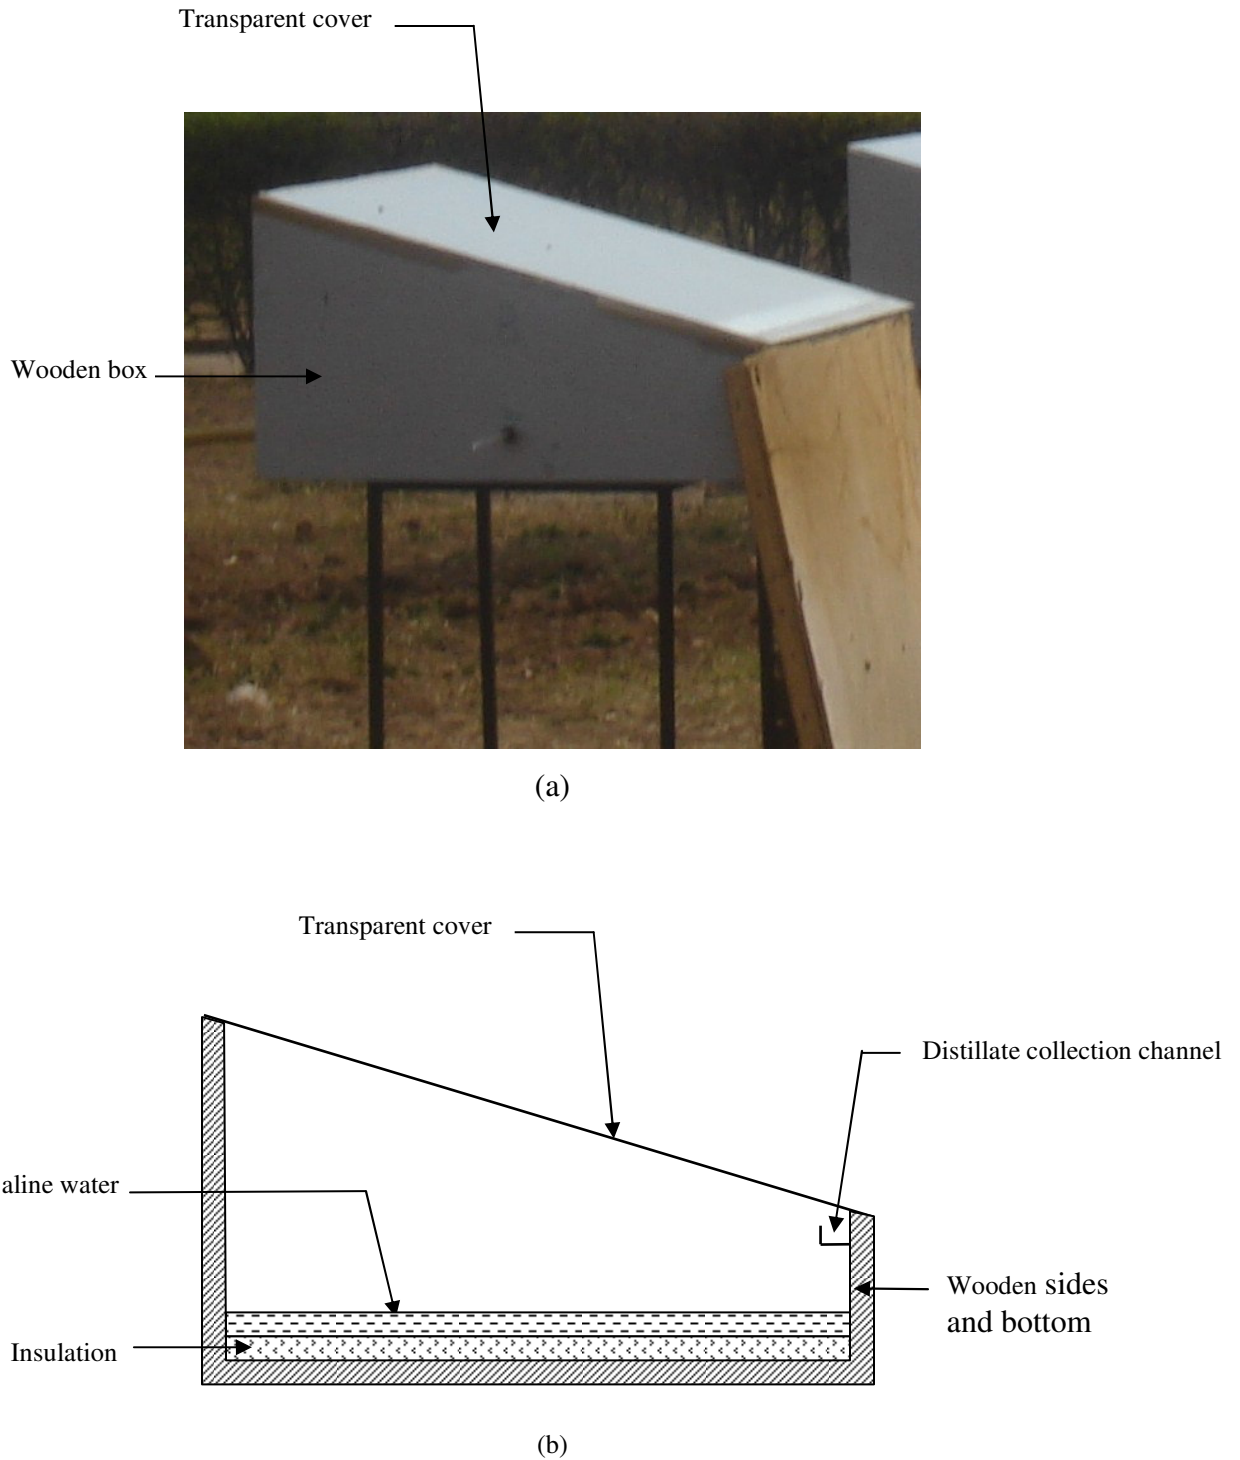 Transparent cover
Wooden box
(a)
Transparent cover
Distillate collection channel
aline water
Wooden sides
and bottom
Insulation
(b)